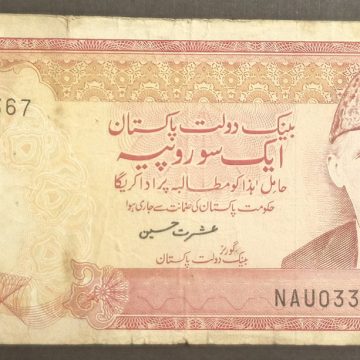 367
بینک دولت پاکستان
ایک سو روپیہ
حامل ہذا کو مطالبہ پر ادا کریگا
حکومت پاکستان کی ضمانت سے جاری ہوا
عشرت حسین
گورنر
بینک دولت پاکستان
NAU033